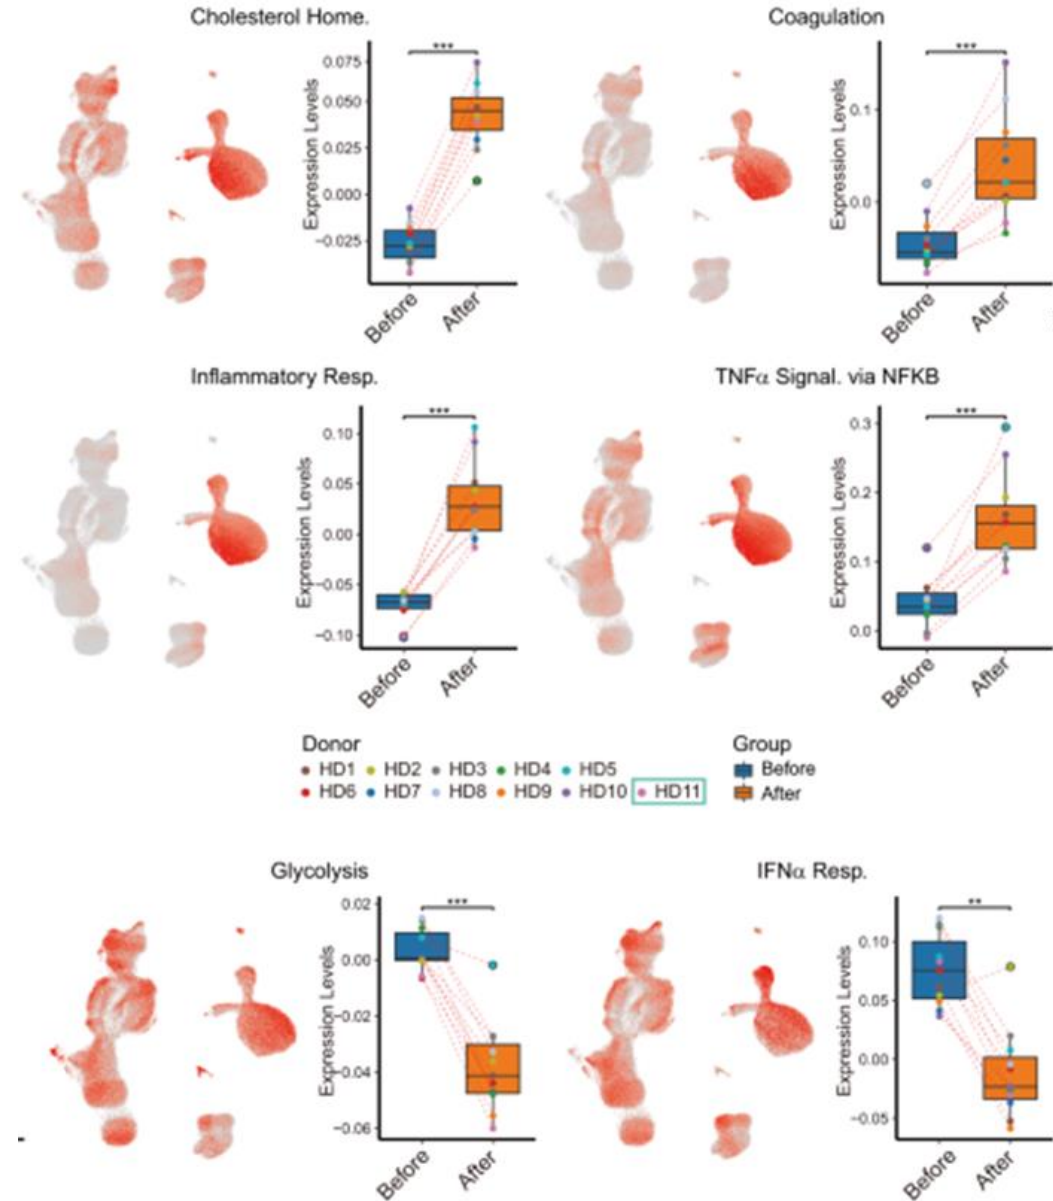 Cholesterol Home.
Coagulation
***
***
Expression Levels
0.075
0.050
0.025
0.000
−0.025
Before
After
Expression Levels
0.1
0.0
Before
After
Inflammatory Resp.
TNFα Signal. via NFKB
***
***
Expression Levels
0.10
0.05
0.00
−0.05
−0.10
Before
After
Expression Levels
0.3
0.2
0.1
0.0
Before
After
Donor
HD1 HD2 HD3 HD4 HD5
HD6 HD7 HD8 HD9 HD10 HD11
Group
Before
After
Glycolysis
IFNα Resp.
***
**
Expression Levels
0.02
0.00
−0.02
−0.04
−0.06
Before
After
Expression Levels
0.10
0.05
0.00
−0.05
Before
After